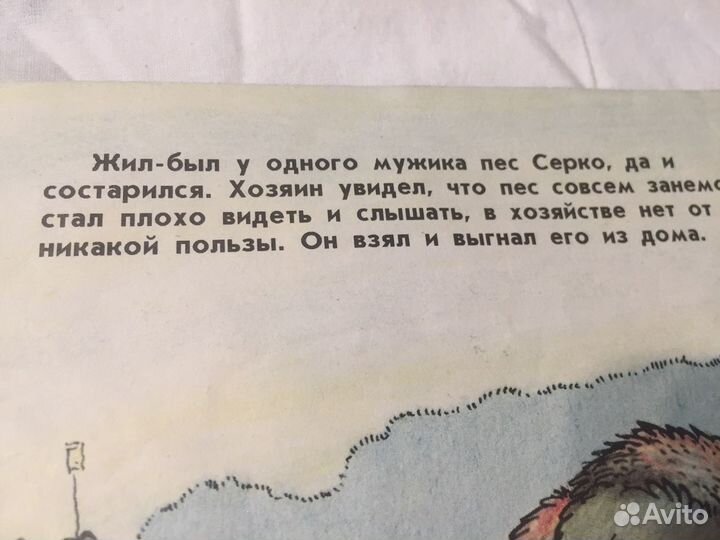 Жил-был у одного мужика пес Серко, да и
состарился. Хозяин увидел, что пес совсем занемо
стал плохо видеть и слышать, в хозяйстве нет от
никакой пользы. Он взял и выгнал его из дома.
Avito